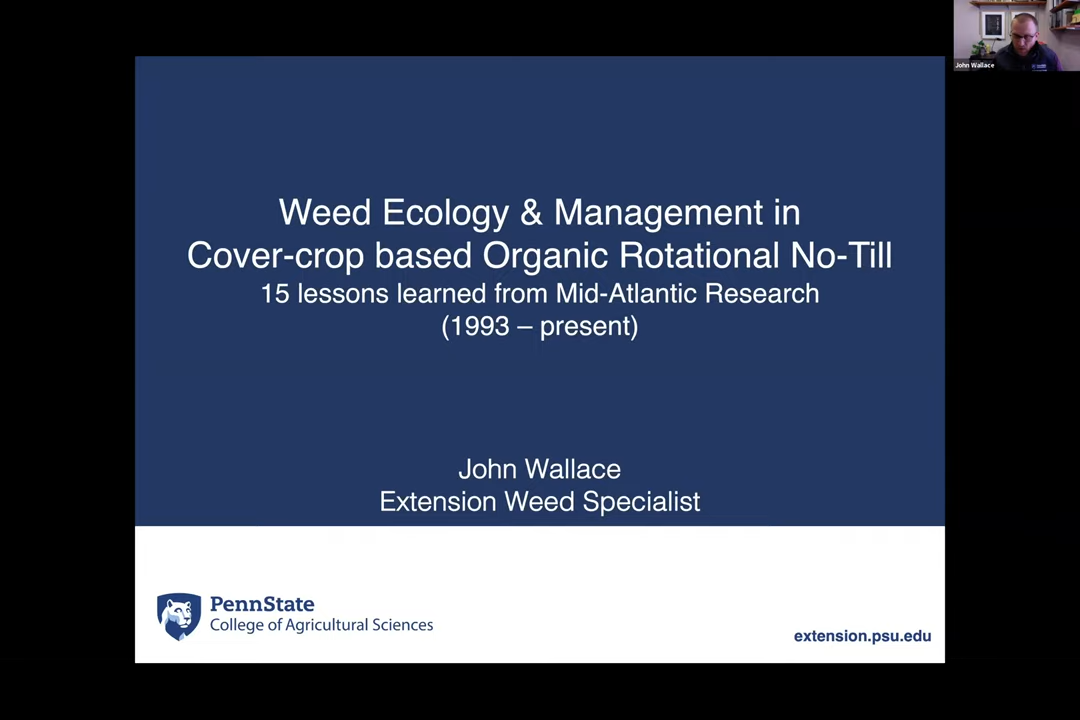 John Wallace
Weed Ecology & Management in
Cover-crop based Organic Rotational No-Till
15 lessons learned from Mid-Atlantic Research
(1993 – present)
John Wallace
Extension Weed Specialist
PennState
College of Agricultural Sciences
extension.psu.edu